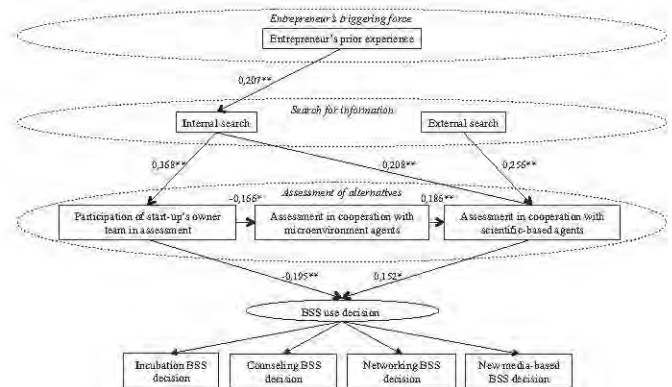 Entrepreneur's triggering force
Entrepreneur's prior experience
0,207**
Search for information
Internal search
External search
0,368**
0,208**
0,256**
Assessment of alternatives
-0,166*
0,186**
Participation of start-up's owner
team in assessment
Assessment in cooperation with
microenvironment agents
Assessment in cooperation with
scientific-based agents
-0,195**
0,152*
BSS use decision
Incubation BSS
decision
Counseling BSS
decision
Networking BSS
decision
New media-based
BSS decision